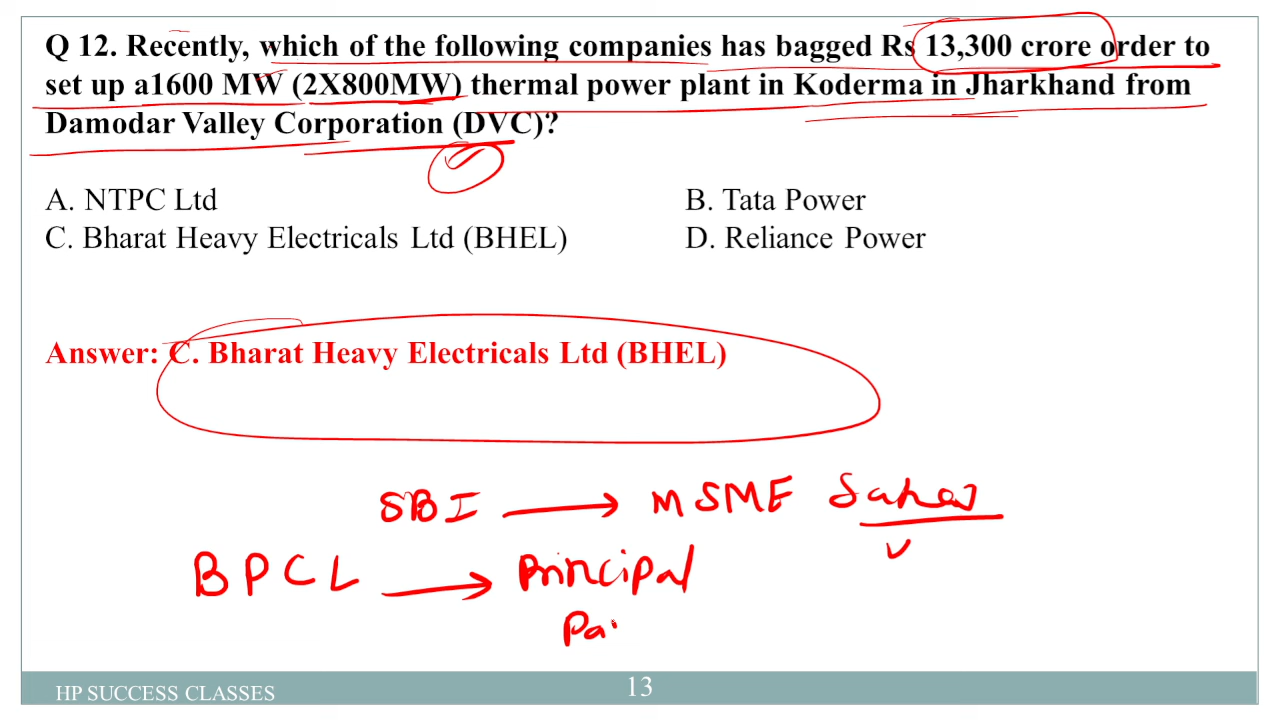 Q 12. Recently, which of the following companies has bagged Rs 13,300 crore order to
set up a1600 MW (2X800MW) thermal power plant in Koderma in Jharkhand from
Damodar Valley Corporation (DVC)?
A. NTPC Ltd
B. Tata Power
C. Bharat Heavy Electricals Ltd (BHEL)
D. Reliance Power
Answer: C. Bharat Heavy Electricals Ltd (BHEL)
SBI → MSME Sahaj
BPCL → Principal
Pa
HP SUCCESS CLASSES
13